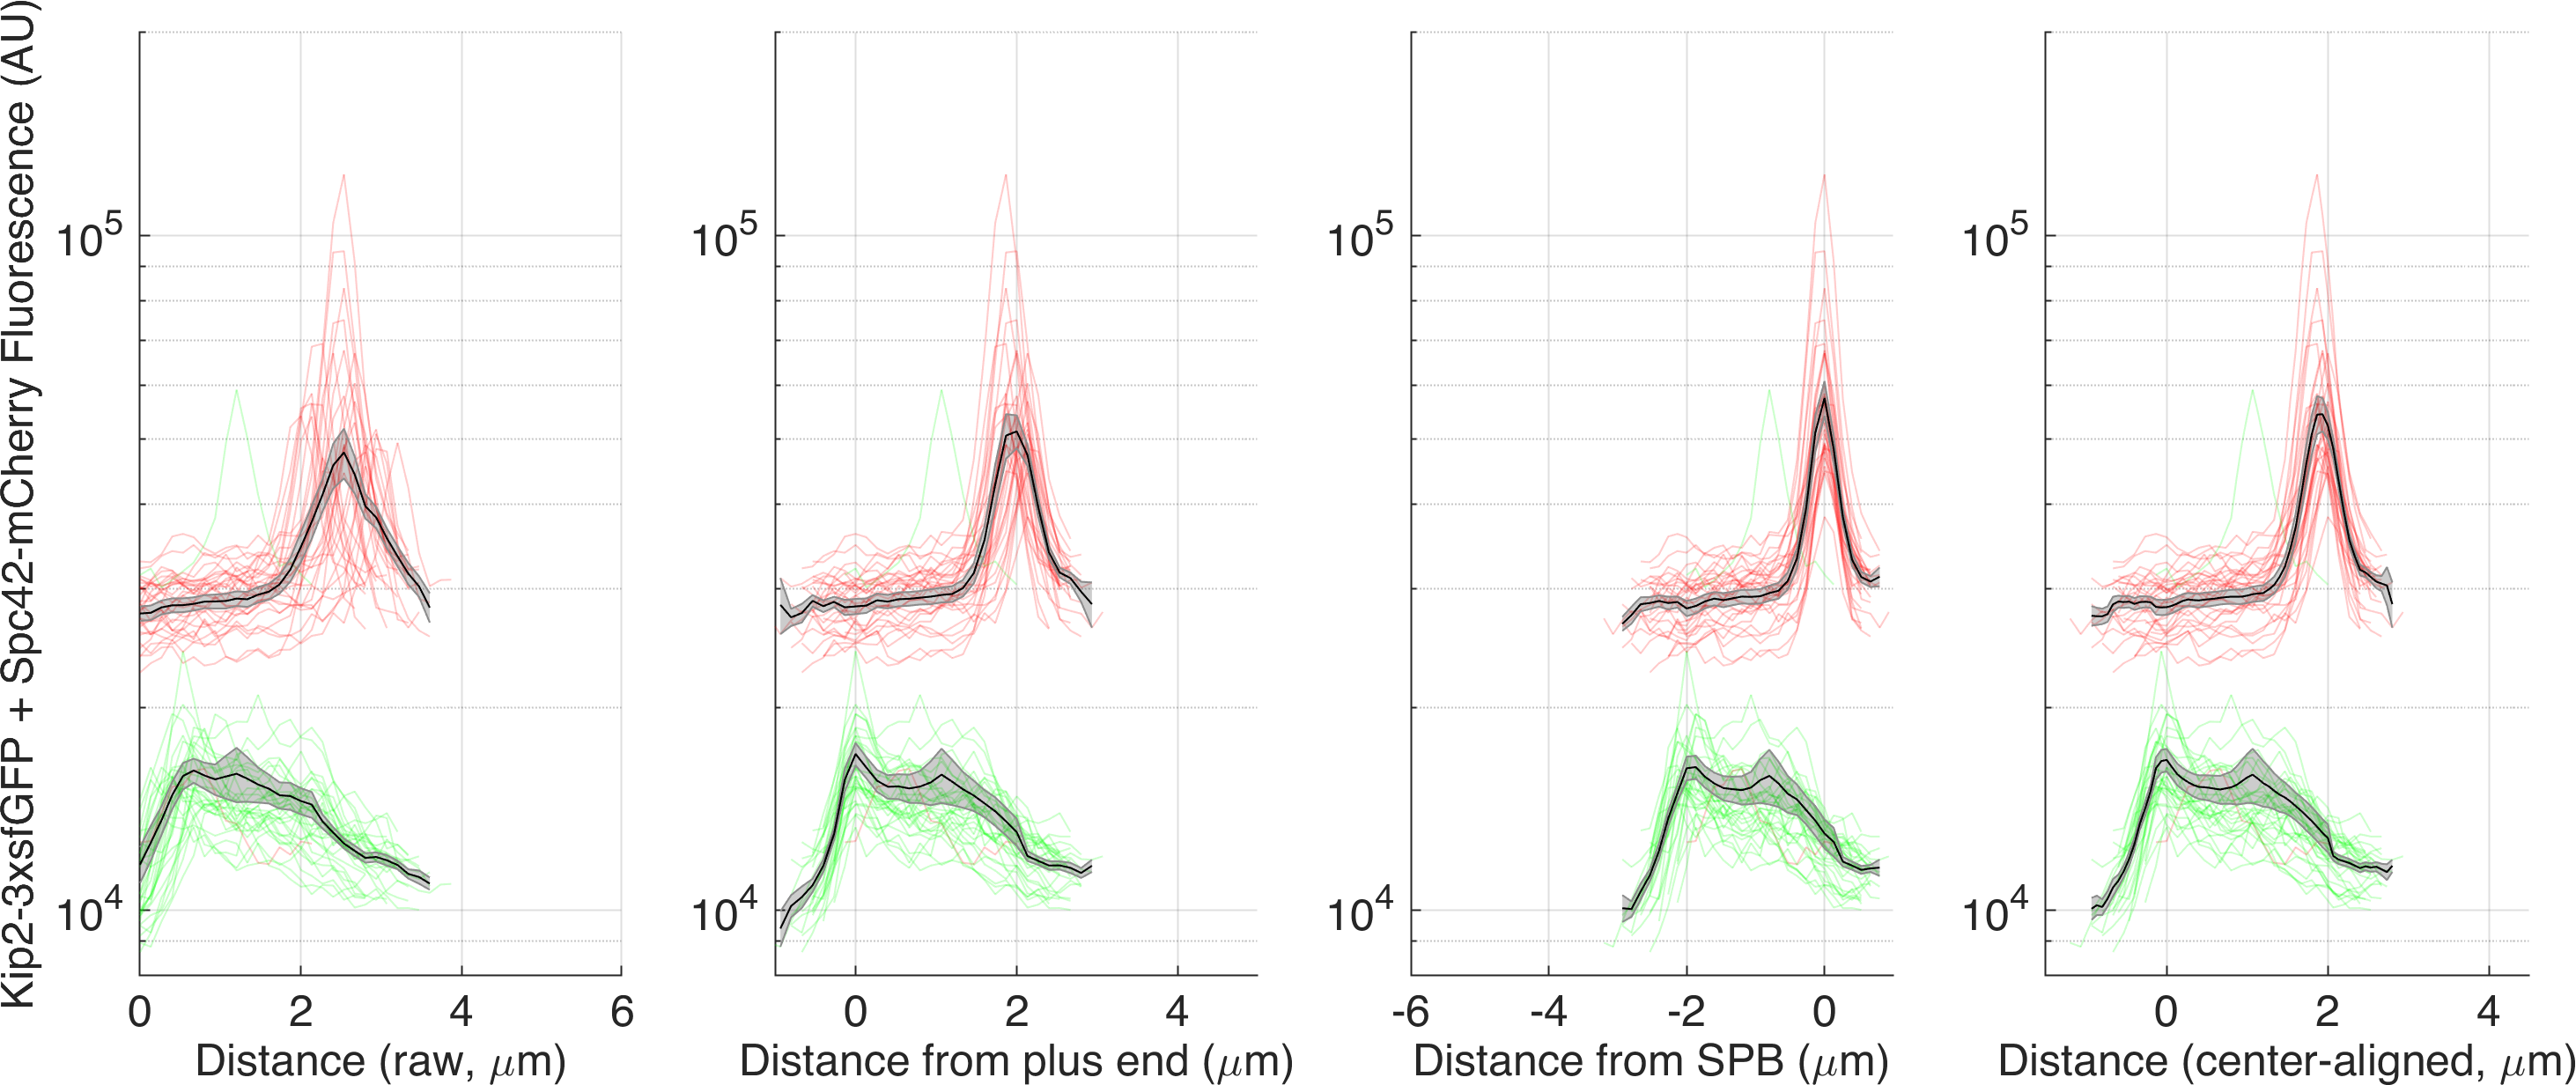 Kip2-3xsfGFP + Spc42-mCherry Fluorescence (AU)
10^5
10^4
0 2 4 6
Distance (raw, μm)
10^5
10^4
0 2 4
Distance from plus end (μm)
10^5
10^4
-6 -4 -2 0
Distance from SPB (μm)
10^5
10^4
0 2 4
Distance (center-aligned, μm)